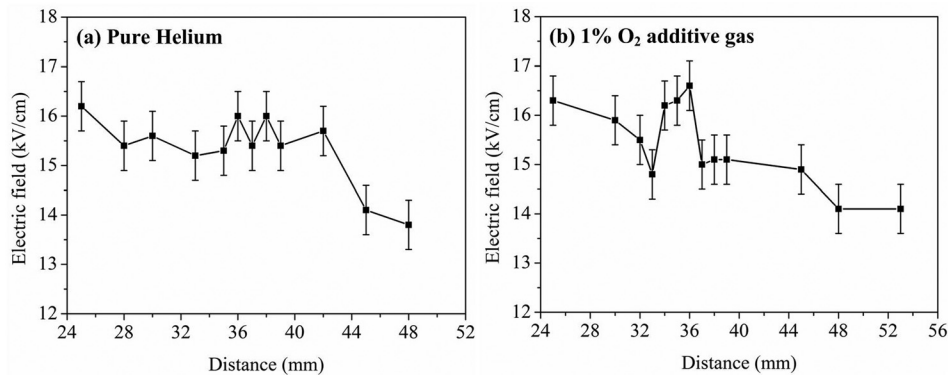 (a) Pure Helium
18
17
16
15
14
13
12
Electric field (kV/cm)
24 28 32 36 40 44 48 52
Distance (mm)
(b) 1% O₂ additive gas
18
17
16
15
14
13
12
Electric field (kV/cm)
24 28 32 36 40 44 48 52 56
Distance (mm)